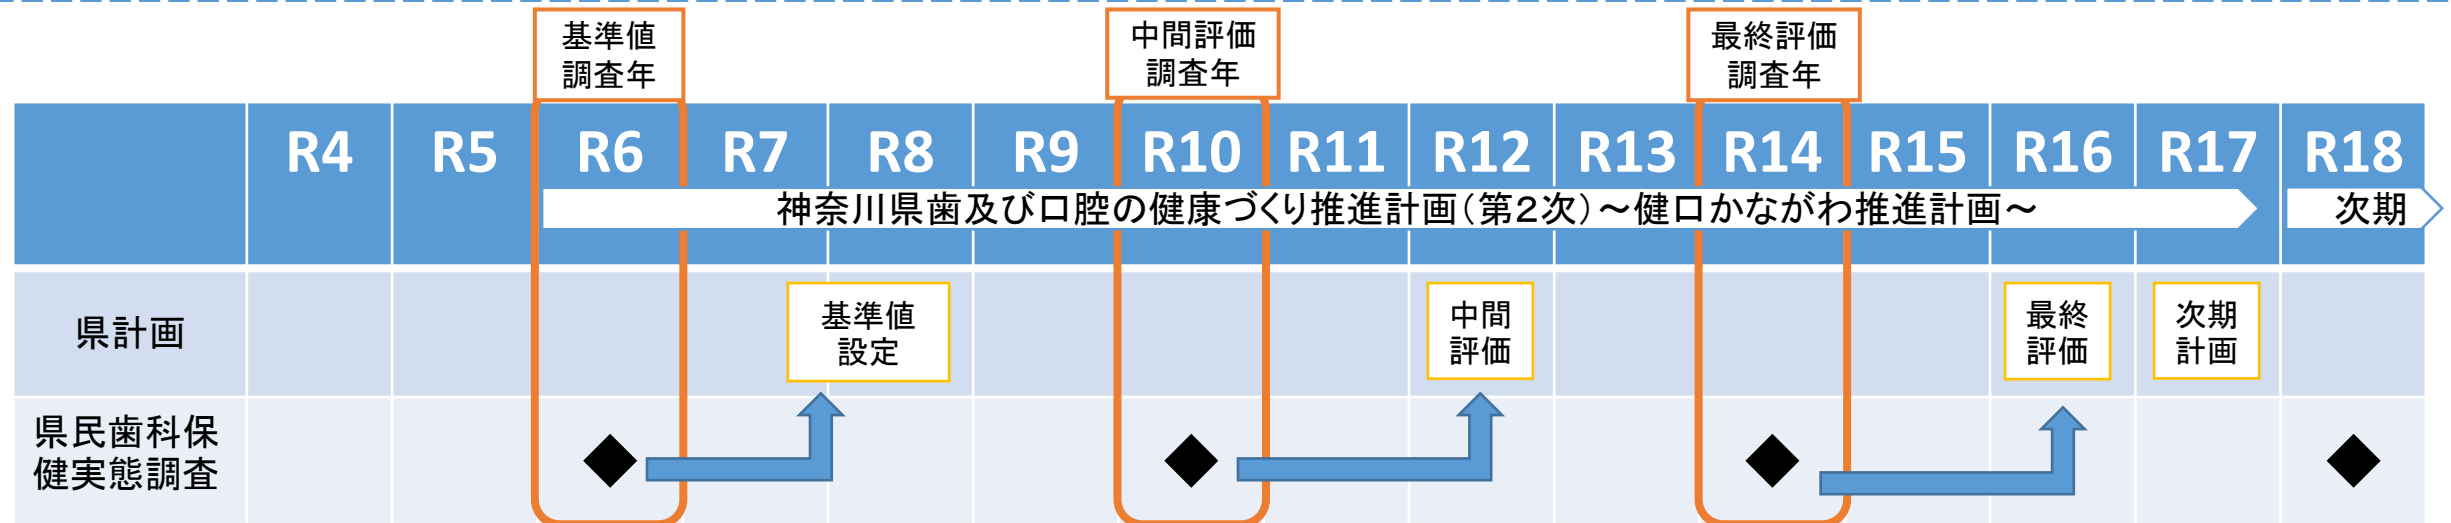 基準値
調査年
中間評価
調査年
最終評価
調査年
R4 R5 R6 R7 R8 R9 R10 R11 R12 R13 R14 R15 R16 R17 R18
神奈川県歯及び口腔の健康づくり推進計画（第２次）～健口かながわ推進計画～
次期
県計画
基準値
設定
中間
評価
最終
評価
次期
計画
県民歯科保
健実態調査